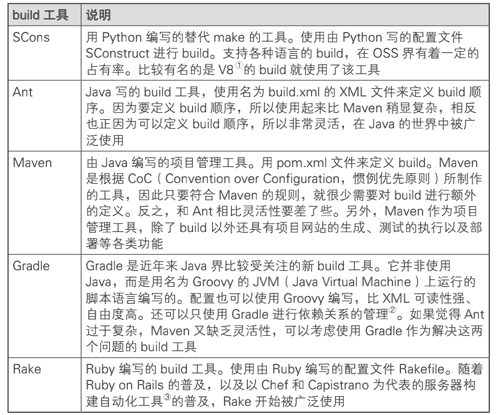 build 工具 说明
SCons 用 Python 编写的替代 make 的工具。使用由 Python 写的配置文件
SConstruct 进行 build。支持各种语言的 build，在 OSS 界有着一定的
占有率。比较有名的是 V8①的 build 就使用了该工具
Ant Java 写的 build 工具，使用名为 build.xml 的 XML 文件来定义 build 顺
序。因为要定义 build 顺序，所以使用起来比 Maven 稍显复杂，相反
也正因为可以定义 build 顺序，所以非常灵活，在 Java 的世界中被广
泛使用
Maven 由 Java 编写的项目管理工具。用 pom.xml 文件来定义 build。Maven
是根据 CoC（Convention over Configuration，惯例优先原则）所制作
的工具，因此只要符合 Maven 的规则，就很少需要对 build 进行额外
的定义。反之，和 Ant 相比灵活性要差了些。另外，Maven 作为项目
管理工具，除了 build 以外还具有项目网站的生成、测试的执行以及部
署等各类功能
Gradle Gradle 是近年来 Java 界比较受关注的新 build 工具。它并非使用
Java，而是用名为 Groovy 的 JVM（Java Virtual Machine）上运行的
脚本语言编写的。配置也可以使用 Groovy 编写，比 XML 可读性强、
自由度高。还可以只使用 Gradle 进行依赖关系的管理②。如果觉得 Ant
过于复杂，Maven 又缺乏灵活性，可以考虑使用 Gradle 作为解决这两
个问题的 build 工具
Rake Ruby 编写的 build 工具。使用由 Ruby 编写的配置文件 Rakefile。随着
Ruby on Rails 的普及，以及以 Chef 和 Capistrano 为代表的服务器构
建自动化工具③的普及，Rake 开始被广泛使用